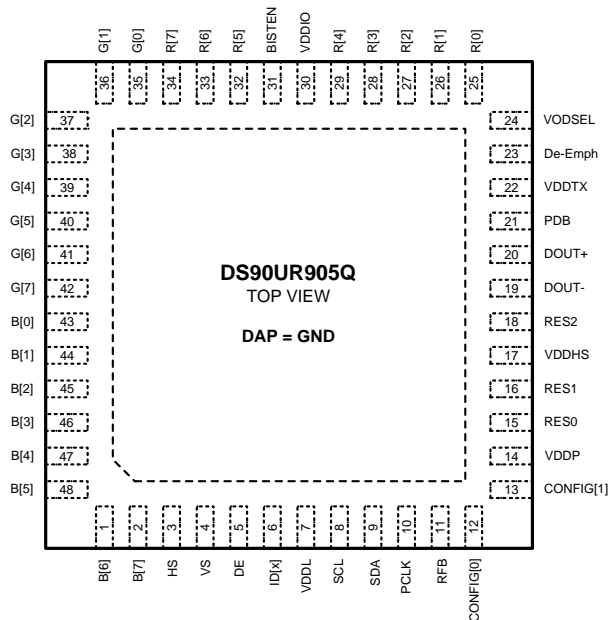 G[1]
G[0]
R[7]
R[6]
R[5]
BISTEN
VDDIO
R[4]
R[3]
R[2]
R[1]
R[0]
36
35
34
33
32
31
30
29
28
27
26
25
G[2] 37
G[3] 38
G[4] 39
G[5] 40
G[6] 41
G[7] 42
B[0] 43
B[1] 44
B[2] 45
B[3] 46
B[4] 47
B[5] 48
DS90UR905Q
TOP VIEW
DAP = GND
24 VODSEL
23 De-Emph
22 VDDTX
21 PDB
20 DOUT+
19 DOUT-
18 RES2
17 VDDHS
16 RES1
15 RES0
14 VDDP
13 CONFIG[1]
1
2
3
4
5
6
7
8
9
10
11
12
B[6]
B[7]
HS
VS
DE
ID[x]
VDDL
SCL
SDA
PCLK
RFB
CONFIG[0]